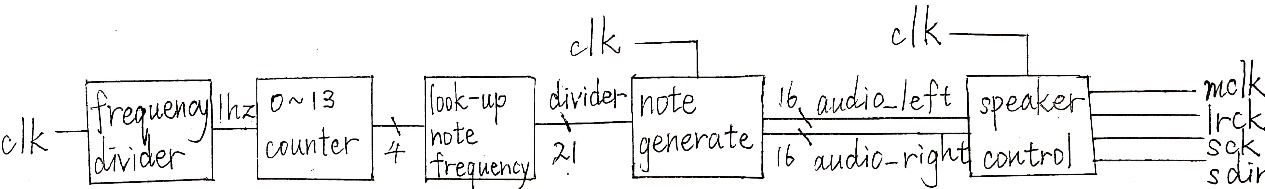 clk
frequency
divider
1hz
0~13
counter
4
look-up
note
frequency
divider
21
clk
note
generate
16 audio_left
16 audio_right
clk
speaker
control
mclk
lrck
sck
sdin